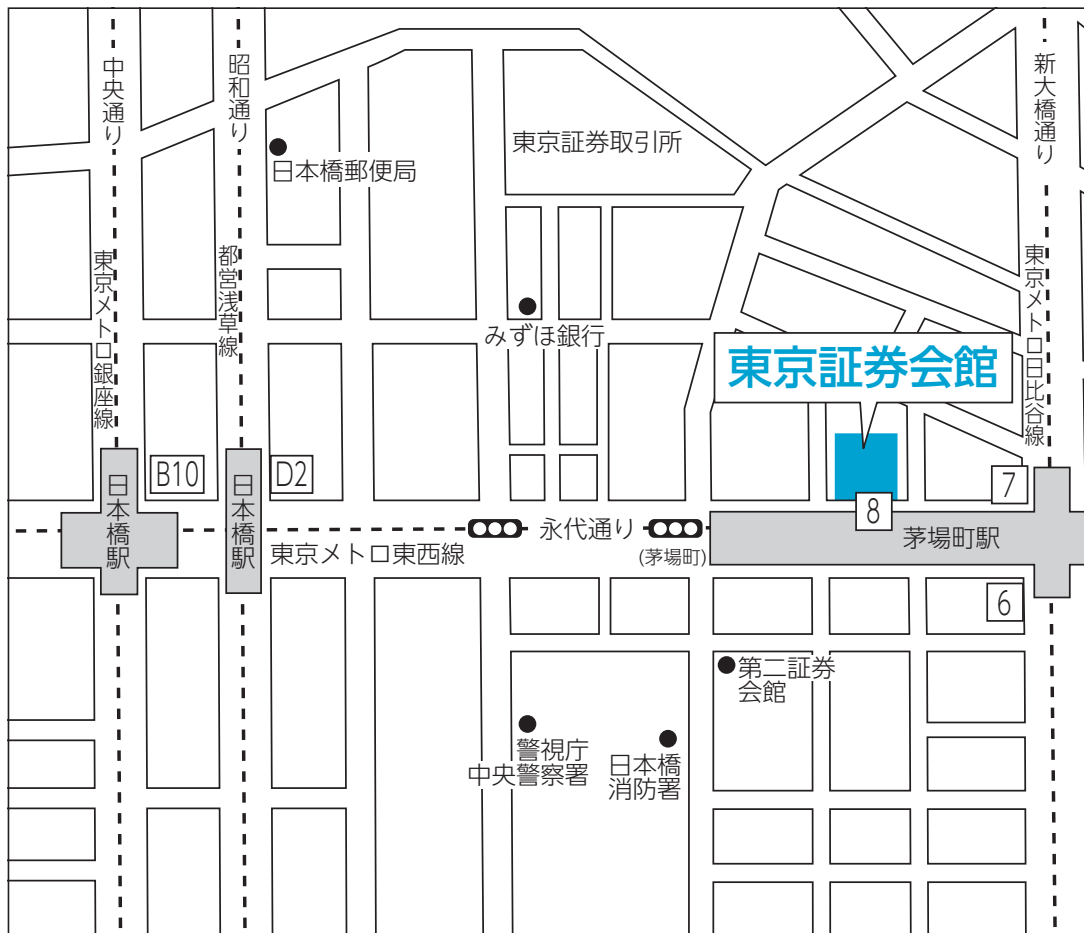 中央通り
昭和通り
新大橋通り
東京証券取引所
日本橋郵便局
東京メトロ銀座線
都営浅草線
東京メトロ日比谷線
みずほ銀行
東京証券会館
B10
D2
7
8
日本橋駅
日本橋駅
東京メトロ東西線
永代通り
(茅場町)
茅場町駅
6
第二証券
会館
警視庁
中央警察署
日本橋
消防署